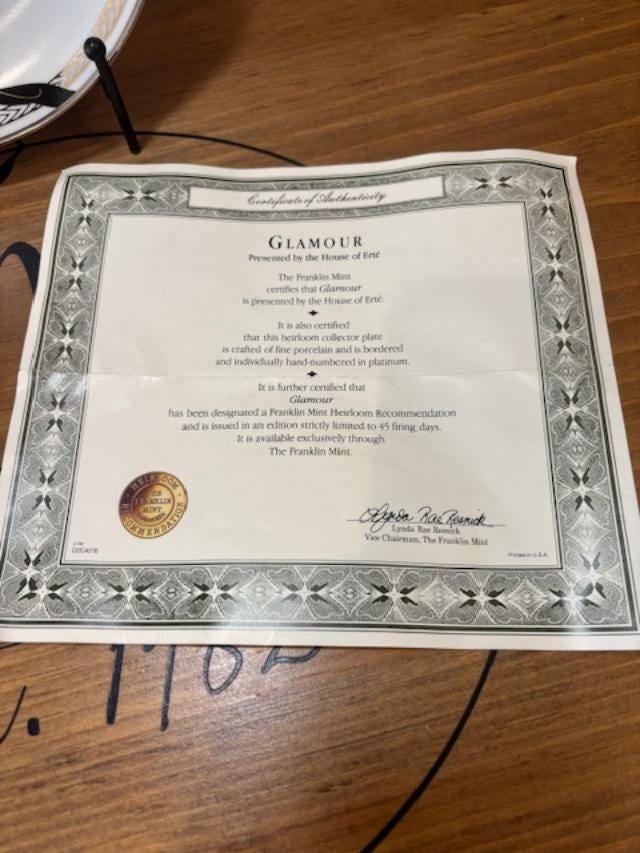 Certificate of Authenticity
GLAMOUR
Presented by the House of Erté
The Franklin Mint
certifies that Glamour
is presented by the House of Erté.
It is also certified
that this heirloom collector plate
is crafted of fine porcelain and is bordered
and individually hand-numbered in platinum.
It is further certified that
Glamour
has been designated a Franklin Mint Heirloom Recommendation
and is issued in an edition strictly limited to 45 firing days.
It is available exclusively through
The Franklin Mint.
HEIRLOOM
THE
FRANKLIN
MINT
RECOMMENDATION
Lynda Rae Resnick
Lynda Rae Resnick
Vice Chairman, The Franklin Mint
Printed in U.S.A.